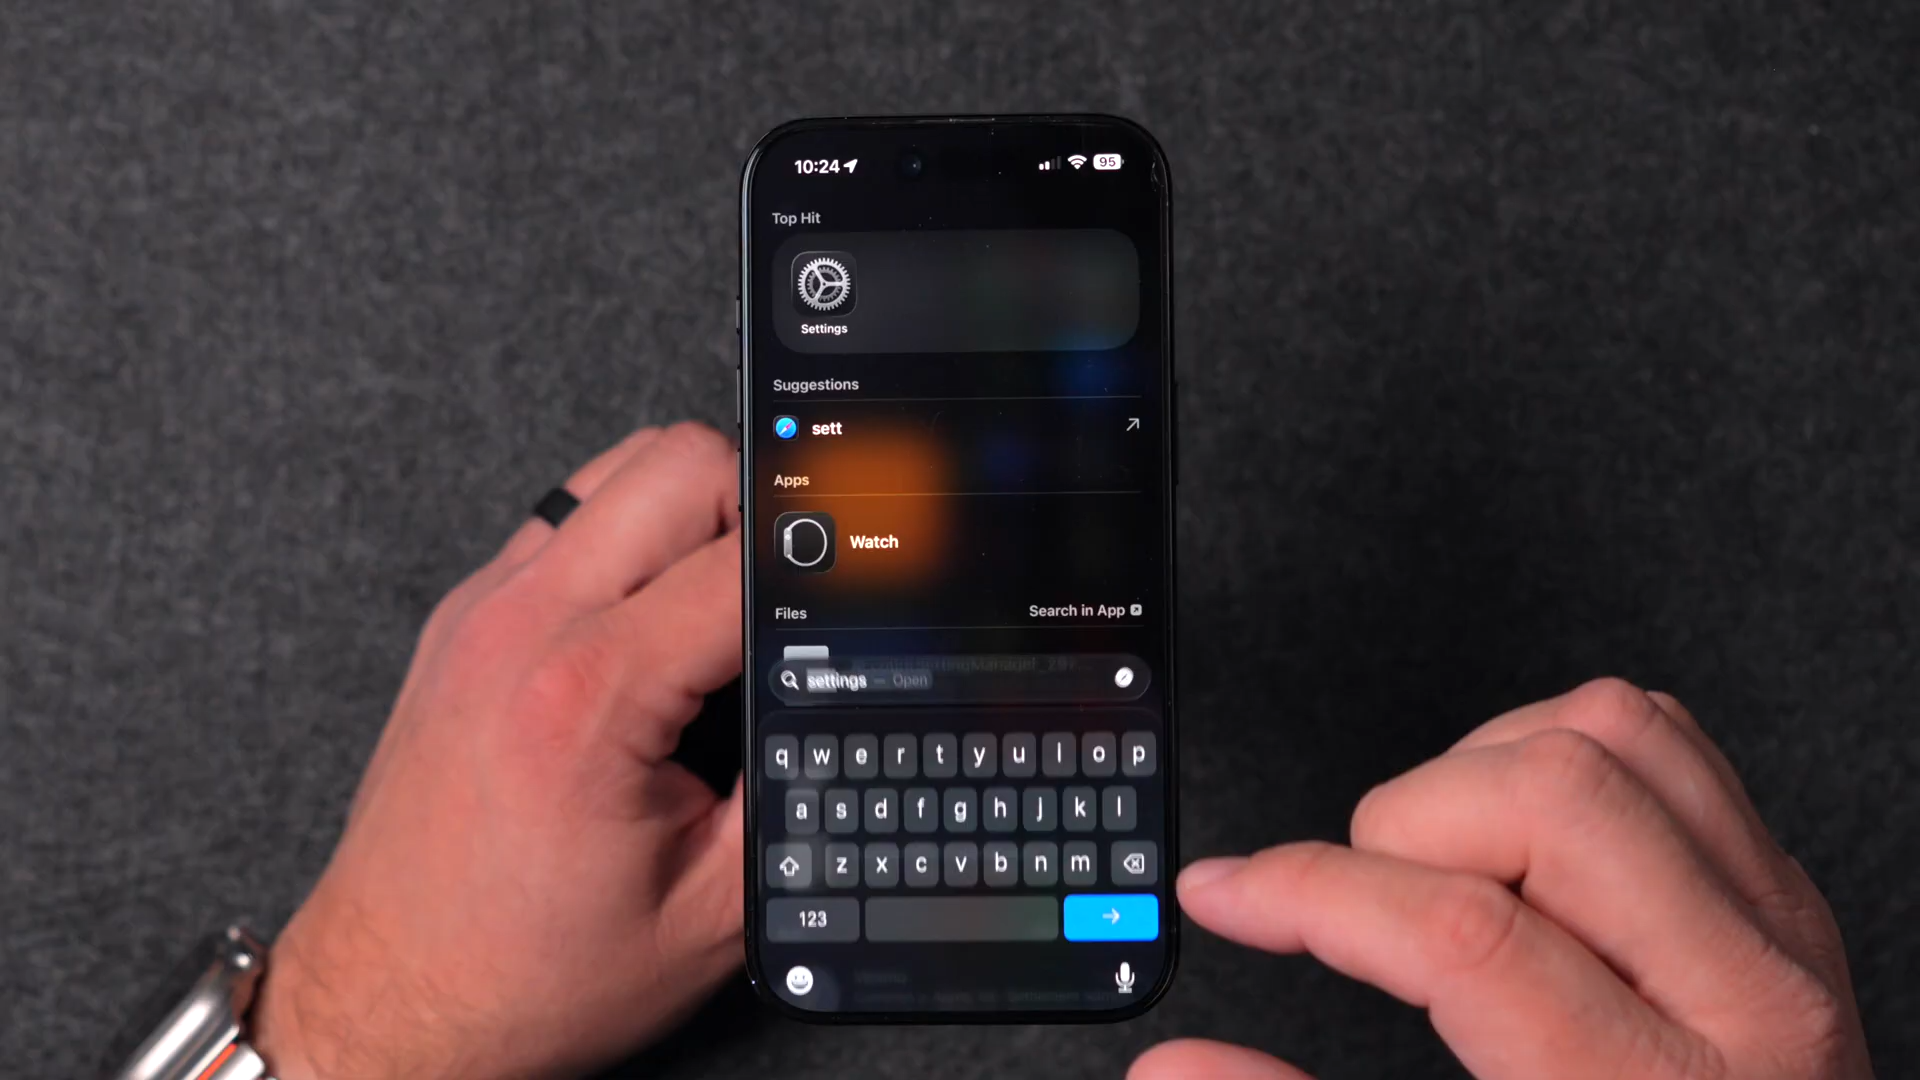 10:24
95
Top Hit
Settings
Suggestions
sett
Apps
Watch
Files Search in App
settings — Open
q w e r t y u i o p
a s d f g h j k l
z x c v b n m
123